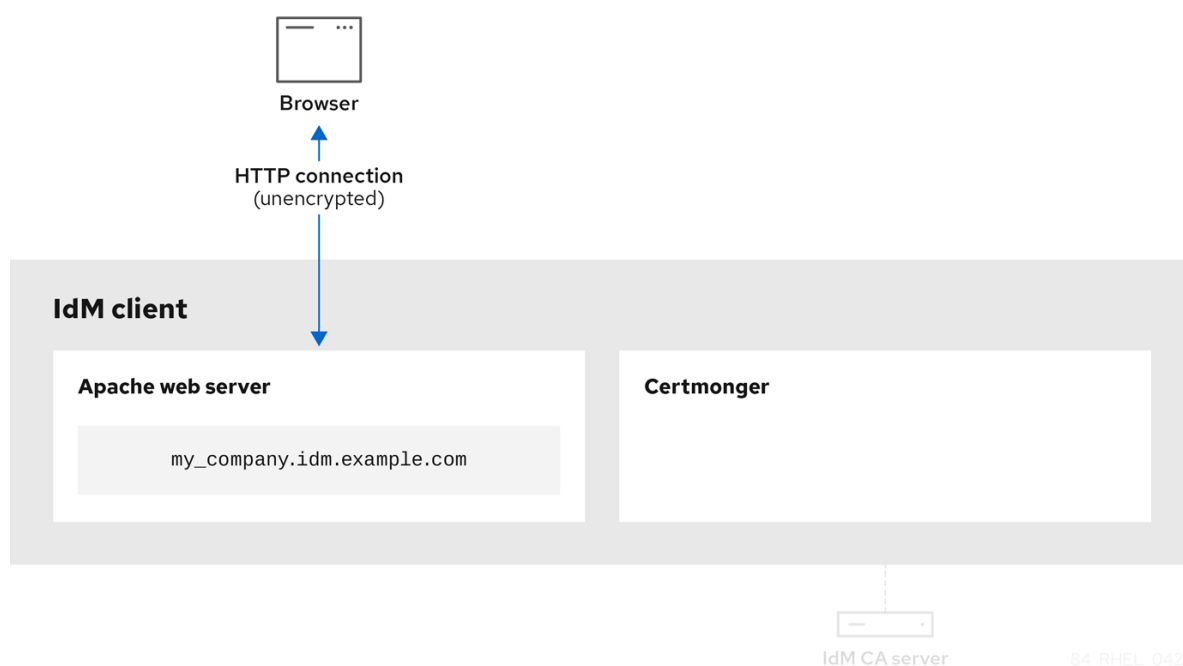 Browser
HTTP connection
(unencrypted)
IdM client
Apache web server
Certmonger
my_company.idm.example.com
IdM CA server
84_RHEL_042